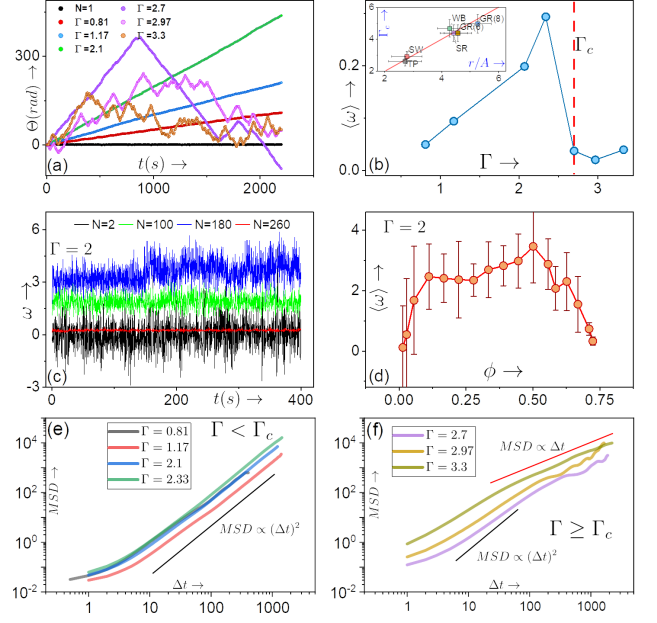 N=1
Γ=0.81
Γ=1.17
Γ=2.1
Γ=2.7
Γ=2.97
Γ=3.3
Θ(rad) →
300
0
(a)
0
1000
2000
t(s) →
⟨ω⟩ →
0.2
0.0
(b)
1
2
3
Γ →
Γc
Γc →
6
4
2
2
4
6
r/A →
WB
GR(8)
GR(6)
SR
SW
TP
N=2
N=100
N=180
N=260
Γ = 2
ω →
6
3
0
-3
(c)
0
200
400
t(s) →
Γ = 2
⟨ω⟩ →
4
2
0
(d)
0.00
0.25
0.50
0.75
ϕ →
(e)
Γ < Γc
Γ = 0.81
Γ = 1.17
Γ = 2.1
Γ = 2.33
MSD →
10^4
10^2
10^0
10^-2
MSD ∝ (Δt)^2
1
10
100
1000
Δt →
(f)
Γ = 2.7
Γ = 2.97
Γ = 3.3
MSD ∝ Δt
Γ ≥ Γc
MSD →
10^4
10^2
10^0
10^-2
MSD ∝ (Δt)^2
1
10
100
1000
Δt →